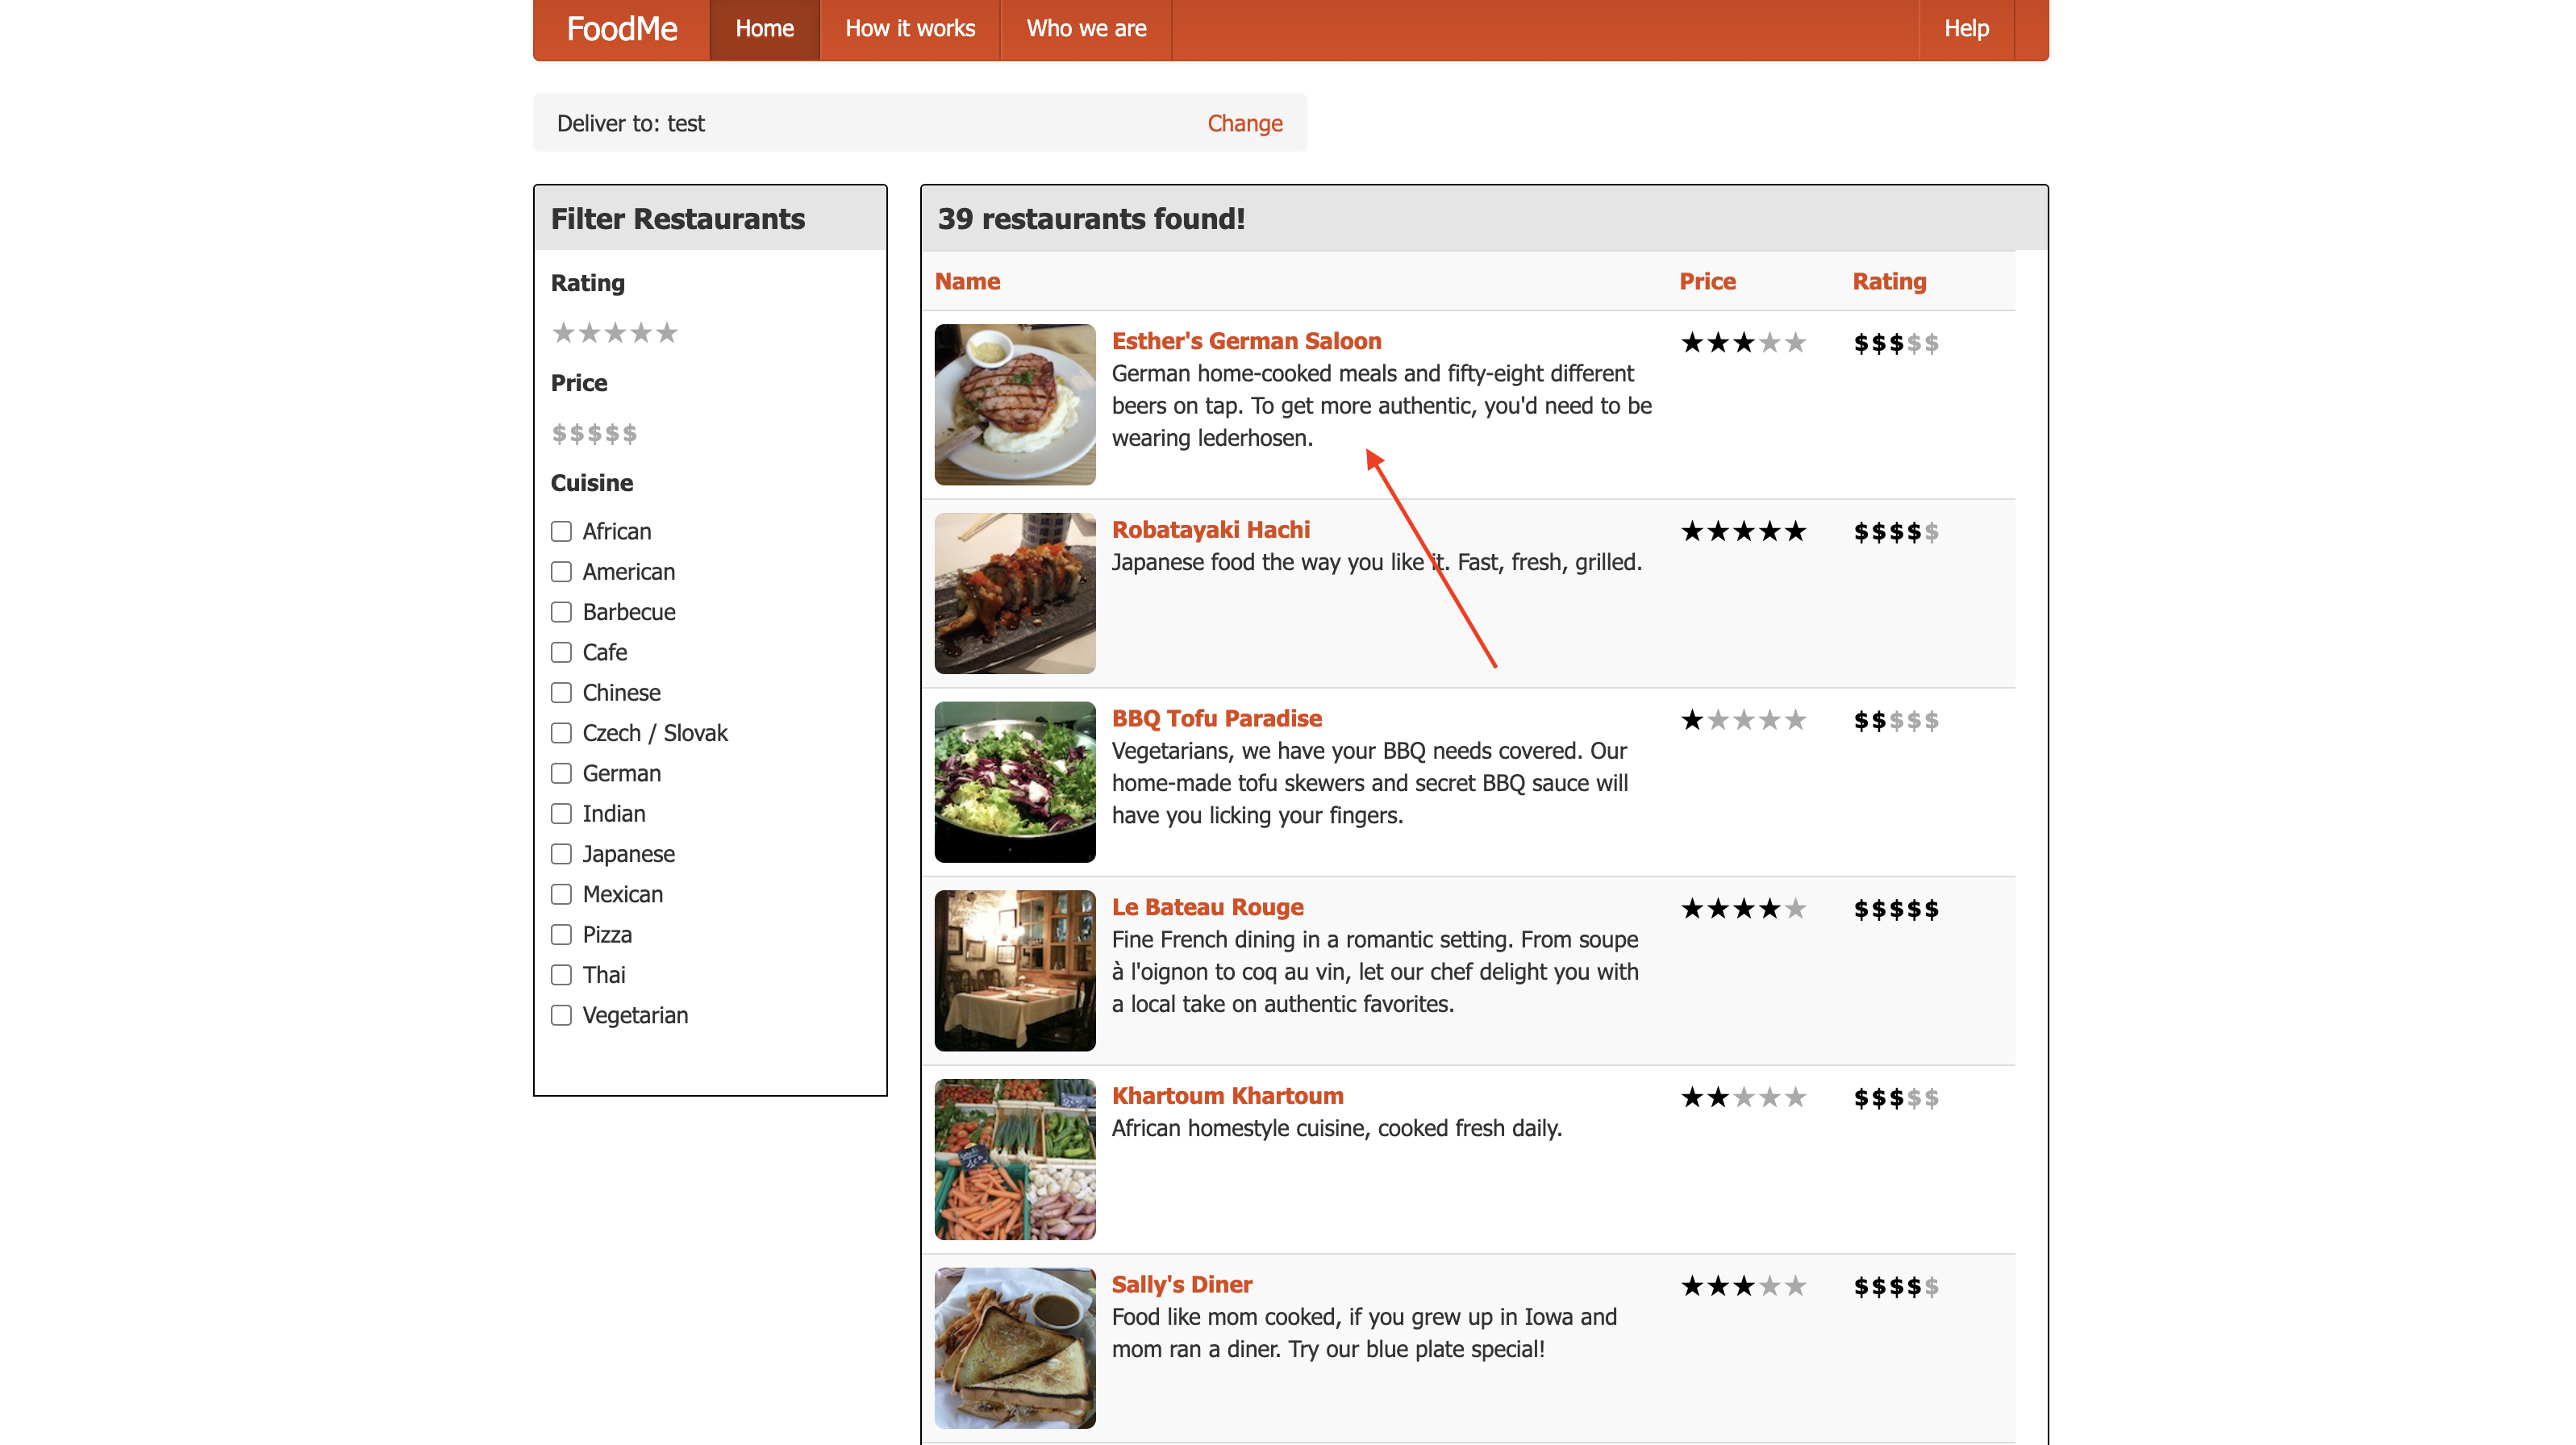 FoodMe Home How it works Who we are Help
Deliver to: test Change
Filter Restaurants
Rating
★★★★★
Price
$$$$$
Cuisine
African
American
Barbecue
Cafe
Chinese
Czech / Slovak
German
Indian
Japanese
Mexican
Pizza
Thai
Vegetarian
39 restaurants found!
Name Price Rating
Esther's German Saloon ★★★★★ $$$$$
German home-cooked meals and fifty-eight different
beers on tap. To get more authentic, you'd need to be
wearing lederhosen.
Robatayaki Hachi ★★★★★ $$$$$
Japanese food the way you like it. Fast, fresh, grilled.
BBQ Tofu Paradise ★★★★★ $$$$$
Vegetarians, we have your BBQ needs covered. Our
home-made tofu skewers and secret BBQ sauce will
have you licking your fingers.
Le Bateau Rouge ★★★★★ $$$$$
Fine French dining in a romantic setting. From soupe
à l'oignon to coq au vin, let our chef delight you with
a local take on authentic favorites.
Khartoum Khartoum ★★★★★ $$$$$
African homestyle cuisine, cooked fresh daily.
Sally's Diner ★★★★★ $$$$$
Food like mom cooked, if you grew up in Iowa and
mom ran a diner. Try our blue plate special!